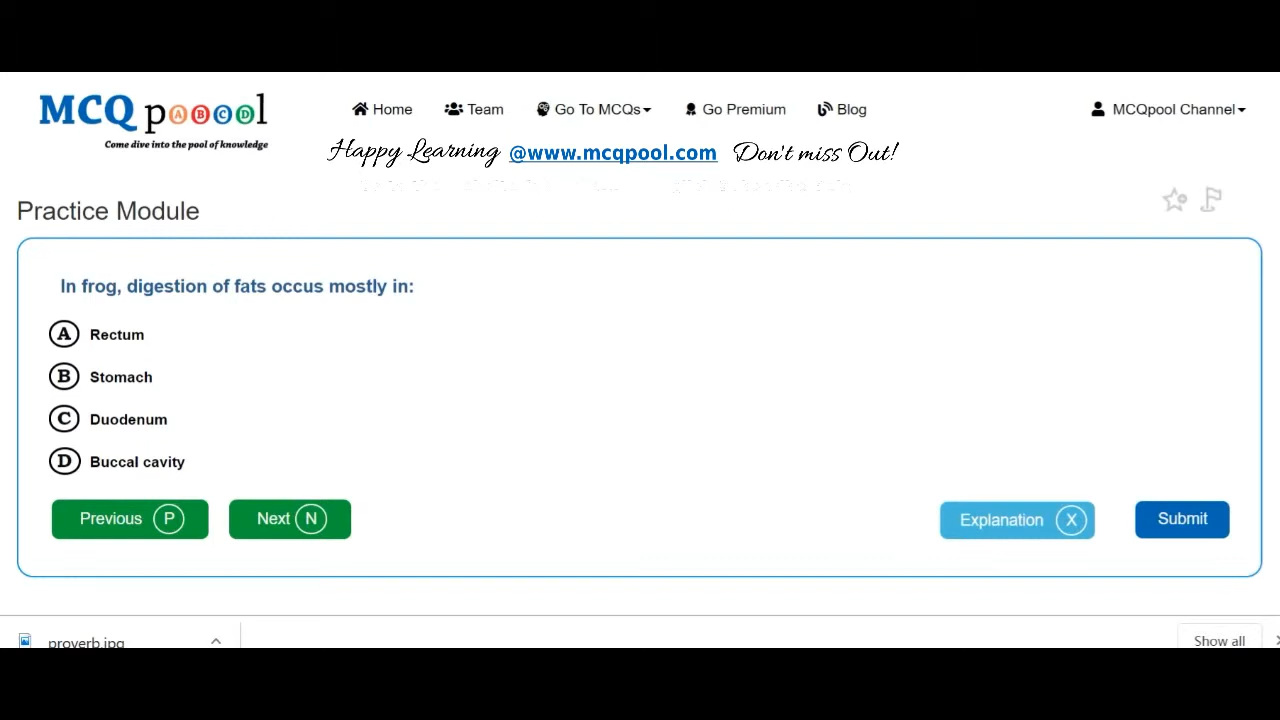 MCQ pooool
Come dive into the pool of knowledge
Home Team Go To MCQs Go Premium Blog MCQpool Channel
Happy Learning @www.mcqpool.com Don't miss Out!
Practice Module
In frog, digestion of fats occus mostly in:
A Rectum
B Stomach
C Duodenum
D Buccal cavity
Previous P Next N Explanation X Submit
proverb.jpg Show all